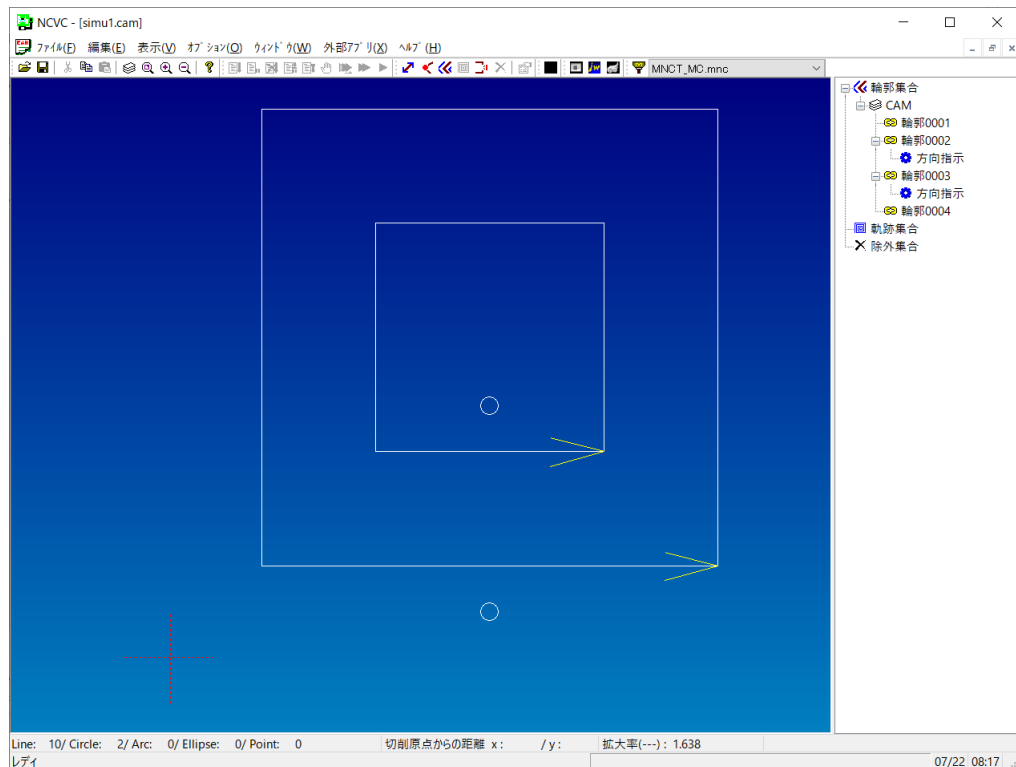 NCVC - [simu1.cam]
ﾌｧｲﾙ(F) 編集(E) 表示(V) ｵﾌﾟｼｮﾝ(O) ｳｨﾝﾄﾞｳ(W) 外部ｱﾌﾟﾘ(X) ﾍﾙﾌﾟ(H)
MNCT_MC.mnc
輪郭集合
CAM
輪郭0001
輪郭0002
方向指示
輪郭0003
方向指示
輪郭0004
軌跡集合
除外集合
Line: 10/ Circle: 2/ Arc: 0/ Ellipse: 0/ Point: 0 切削原点からの距離 x : / y : 拡大率(---) : 1.638
ﾚﾃﾞｨ 07/22 08:17